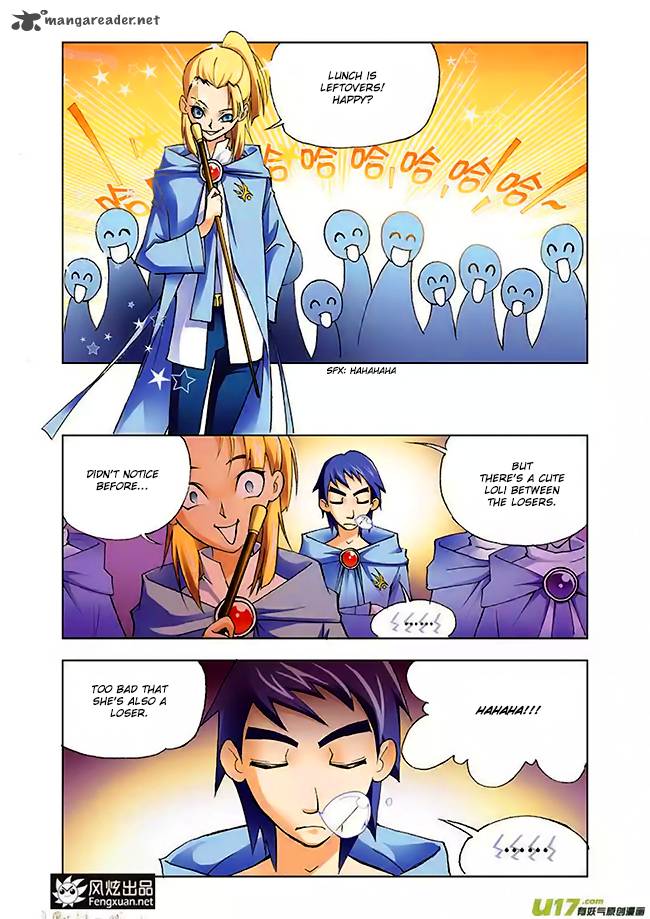 mangareader.net
LUNCH IS
LEFTOVERS!
HAPPY?
哈哈哈哈哈哈哈哈~
SFX: HAHAHAHA
DIDN'T NOTICE
BEFORE...
BUT
THERE'S A CUTE
LOLI BETWEEN
THE LOSERS.
......
TOO BAD THAT
SHE'S ALSO A
LOSER.
HAHAHA!!!
......
风炫出品
Fengxuan.net
U17.com
有妖气原创漫画